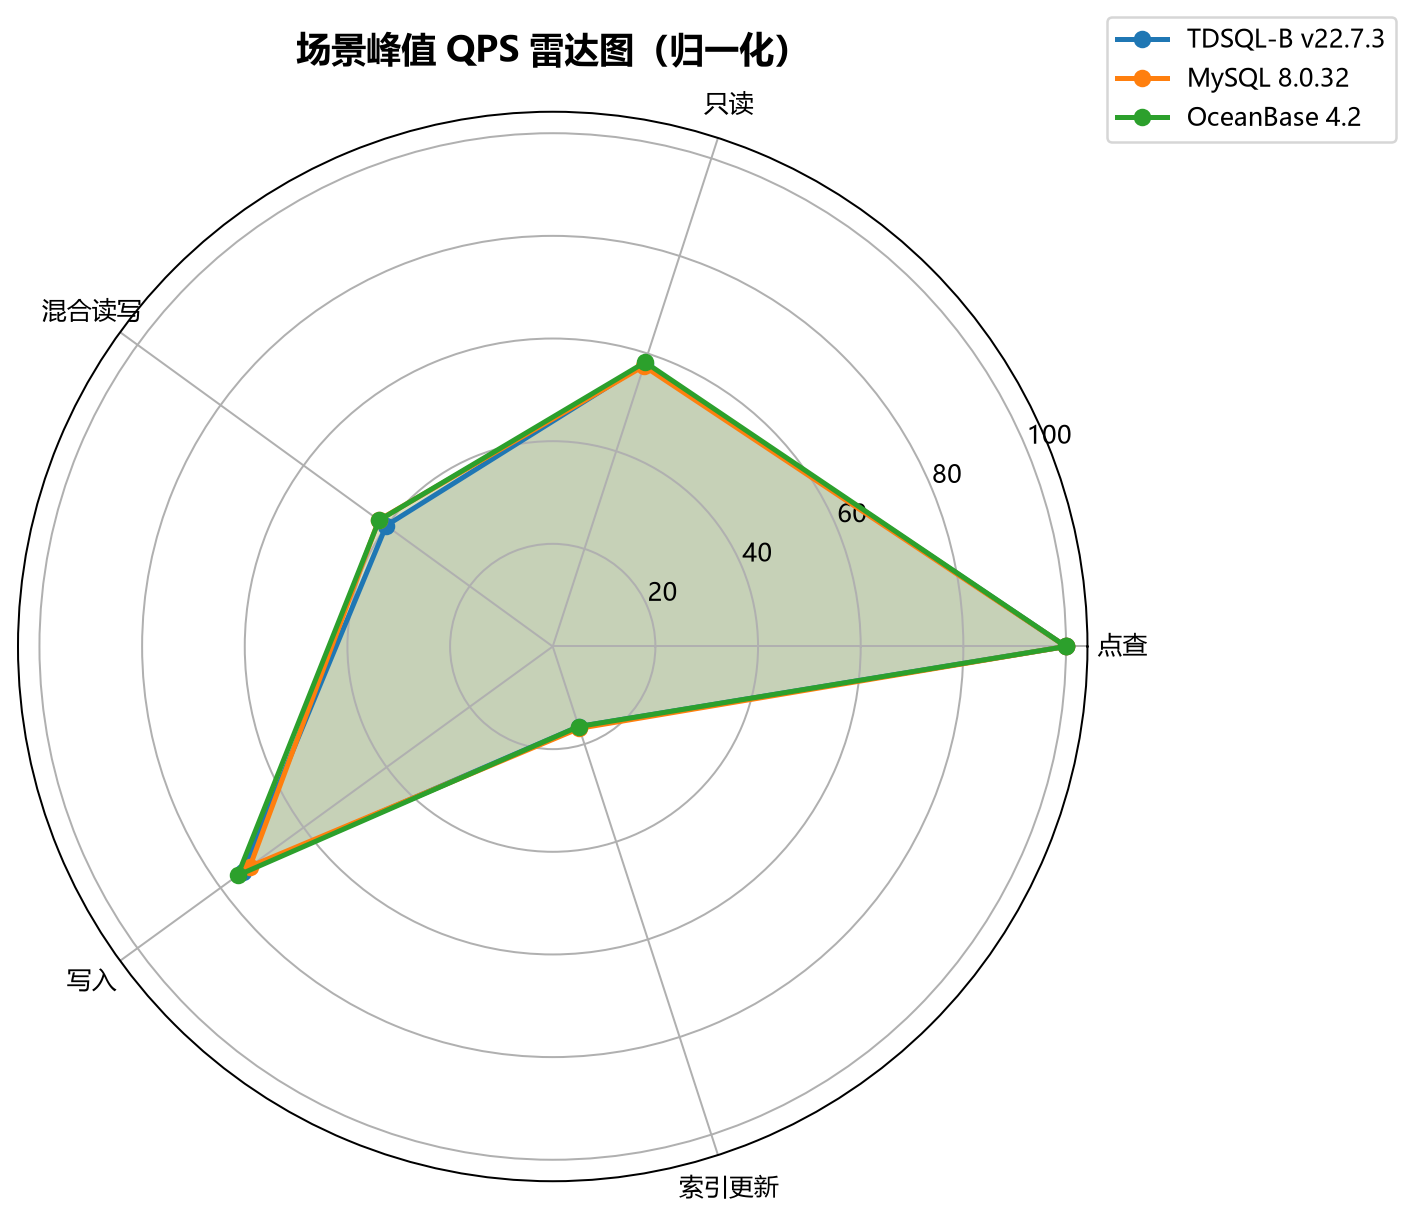 场景峰值 QPS 雷达图（归一化）
TDSQL-B v22.7.3
MySQL 8.0.32
OceanBase 4.2
只读
混合读写
100
80
60
40
20
点查
写入
索引更新